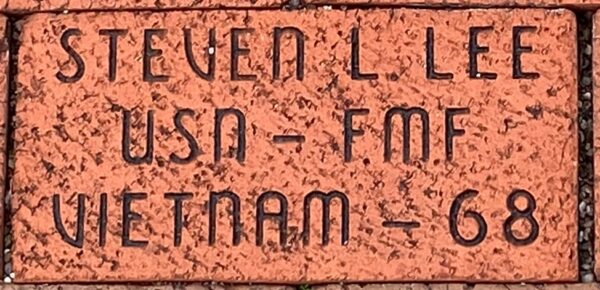 STEVEN L. LEE
USN - FMF
VIETNAM - 68